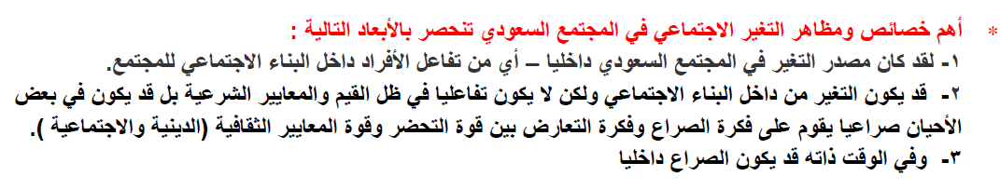 * أهم خصائص ومظاهر التغير الاجتماعي في المجتمع السعودي تنحصر بالأبعاد التالية :
١- لقد كان مصدر التغير في المجتمع السعودي داخليا – أي من تفاعل الأفراد داخل البناء الاجتماعي للمجتمع.
٢- قد يكون التغير من داخل البناء الاجتماعي ولكن لا يكون تفاعليا في ظل القيم والمعايير الشرعية بل قد يكون في بعض
الأحيان صراعيا يقوم على فكرة الصراع وفكرة التعارض بين قوة التحضر وقوة المعايير الثقافية (الدينية والاجتماعية ).
٣- وفي الوقت ذاته قد يكون الصراع داخليا